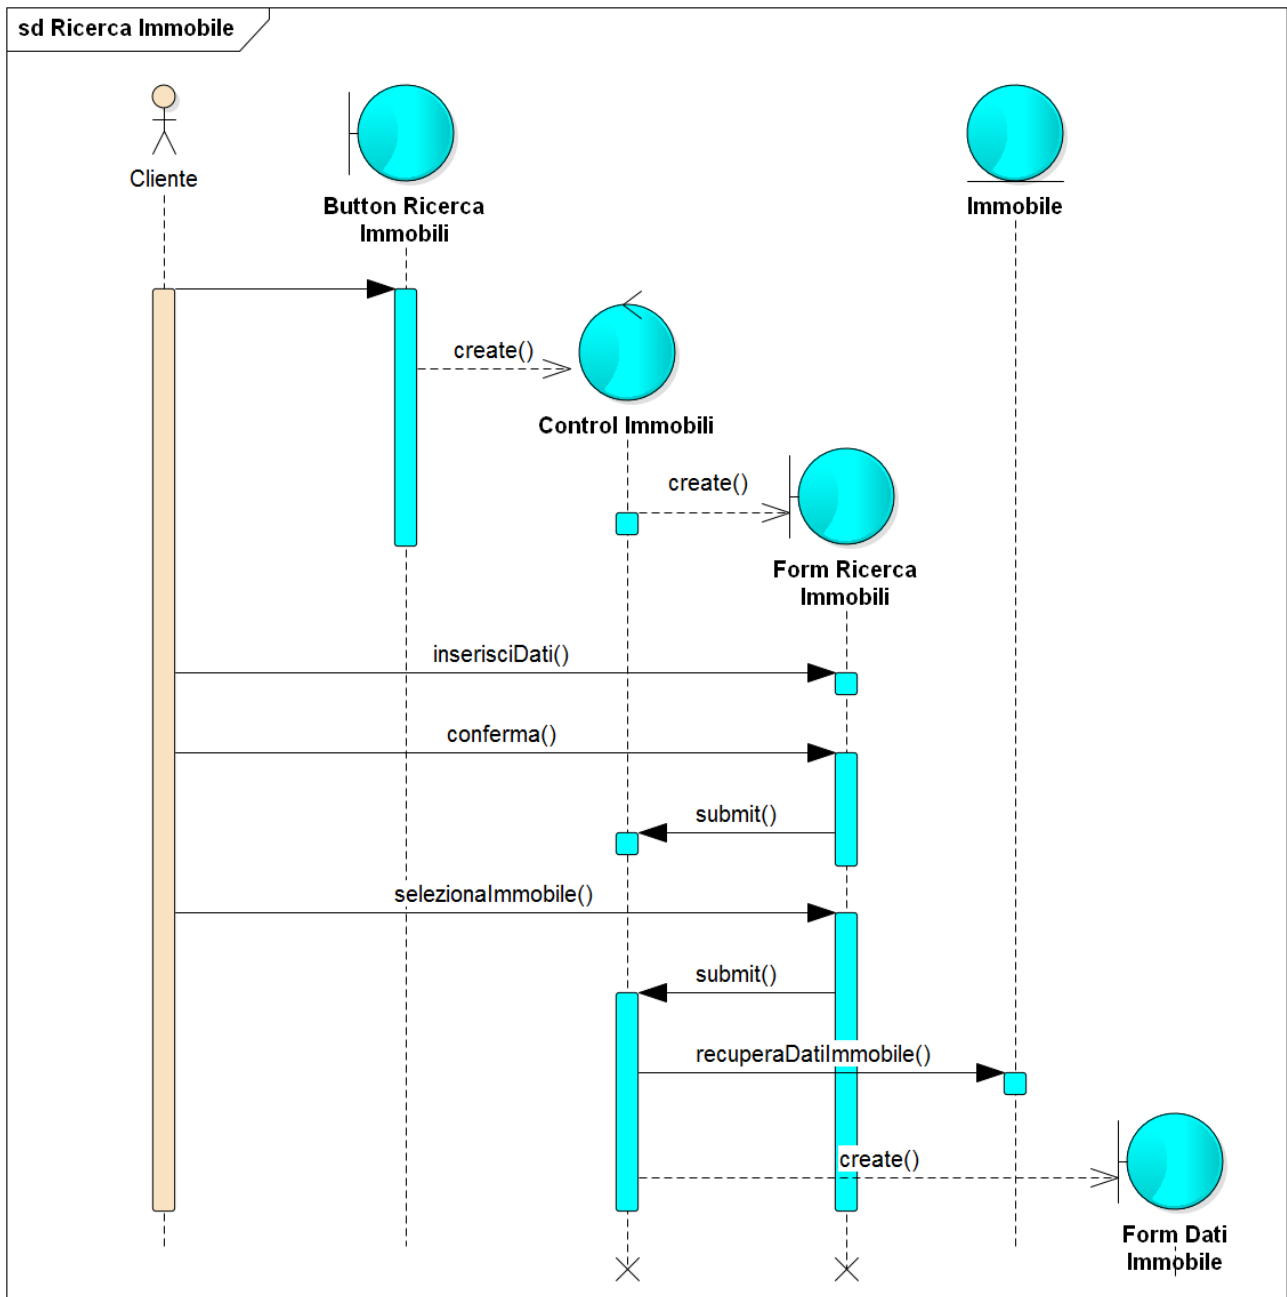 sd Ricerca Immobile
Cliente
Button Ricerca
Immobili
Immobile
create()
Control Immobili
create()
Form Ricerca
Immobili
inserisciDati()
conferma()
submit()
selezionaImmobile()
submit()
recuperaDatiImmobile()
create()
Form Dati
Immobile